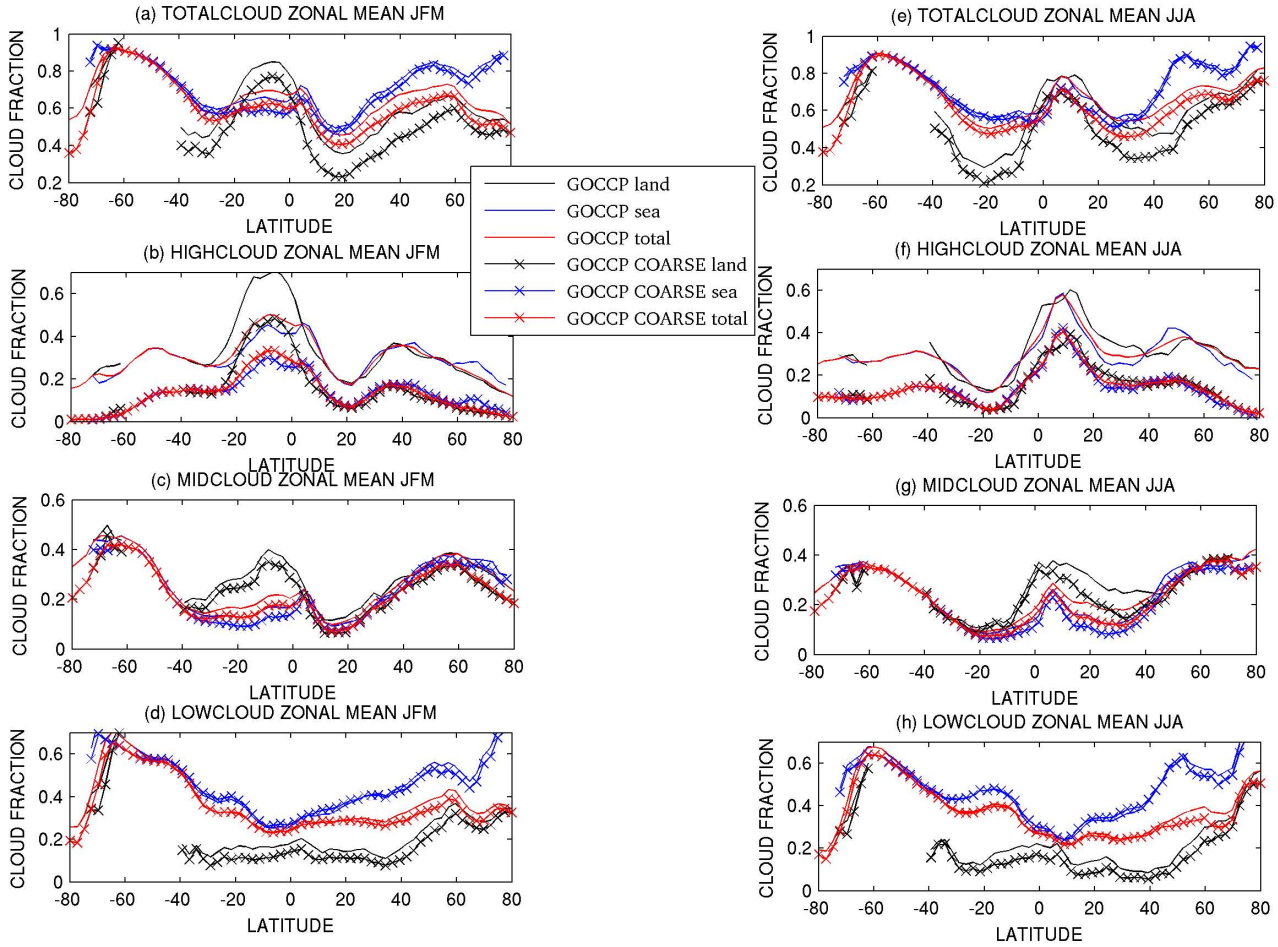 (a) TOTALCLOUD ZONAL MEAN JFM
CLOUD FRACTION
1
0.8
0.6
0.4
0.2
-80 -60 -40 -20 0 20 40 60 80
LATITUDE
(b) HIGHCLOUD ZONAL MEAN JFM
CLOUD FRACTION
0.6
0.4
0.2
0
-80 -60 -40 -20 0 20 40 60 80
LATITUDE
(c) MIDCLOUD ZONAL MEAN JFM
CLOUD FRACTION
0.6
0.4
0.2
0
-80 -60 -40 -20 0 20 40 60 80
LATITUDE
(d) LOWCLOUD ZONAL MEAN JFM
CLOUD FRACTION
0.6
0.4
0.2
0
-80 -60 -40 -20 0 20 40 60 80
LATITUDE
GOCCP land
GOCCP sea
GOCCP total
GOCCP COARSE land
GOCCP COARSE sea
GOCCP COARSE total
(e) TOTALCLOUD ZONAL MEAN JJA
CLOUD FRACTION
1
0.8
0.6
0.4
0.2
-80 -60 -40 -20 0 20 40 60 80
LATITUDE
(f) HIGHCLOUD ZONAL MEAN JJA
CLOUD FRACTION
0.6
0.4
0.2
0
-80 -60 -40 -20 0 20 40 60 80
LATITUDE
(g) MIDCLOUD ZONAL MEAN JJA
CLOUD FRACTION
0.6
0.4
0.2
0
-80 -60 -40 -20 0 20 40 60 80
LATITUDE
(h) LOWCLOUD ZONAL MEAN JJA
CLOUD FRACTION
0.6
0.4
0.2
0
-80 -60 -40 -20 0 20 40 60 80
LATITUDE